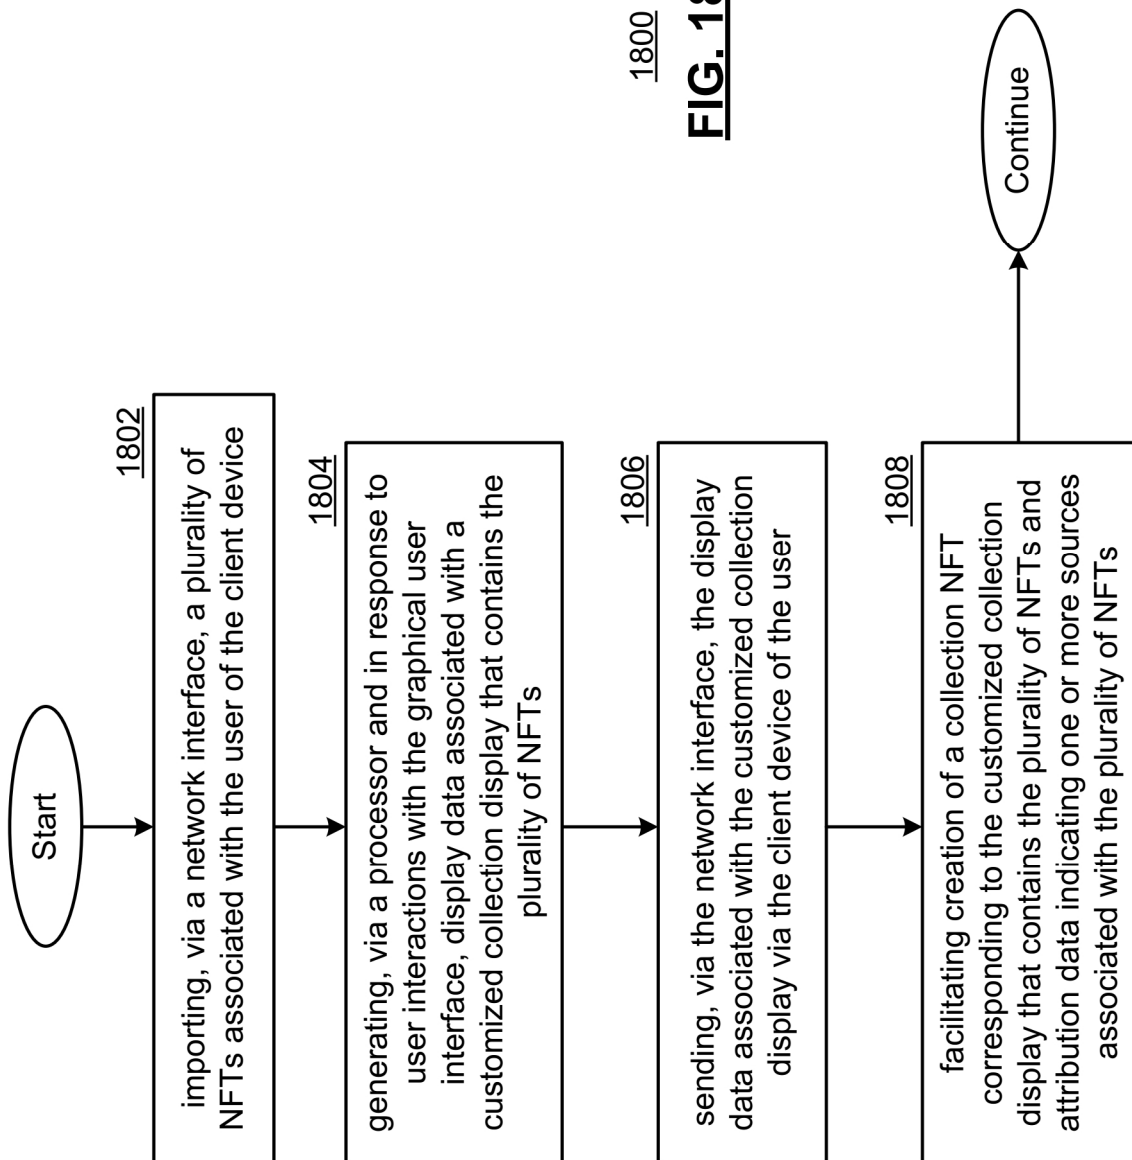 Start
1802
importing, via a network interface, a plurality of
NFTs associated with the user of the client device
1804
generating, via a processor and in response to
user interactions with the graphical user
interface, display data associated with a
customized collection display that contains the
plurality of NFTs
1806
sending, via the network interface, the display
data associated with the customized collection
display via the client device of the user
1808
facilitating creation of a collection NFT
corresponding to the customized collection
display that contains the plurality of NFTs and
attribution data indicating one or more sources
associated with the plurality of NFTs
Continue
1800
FIG. 18